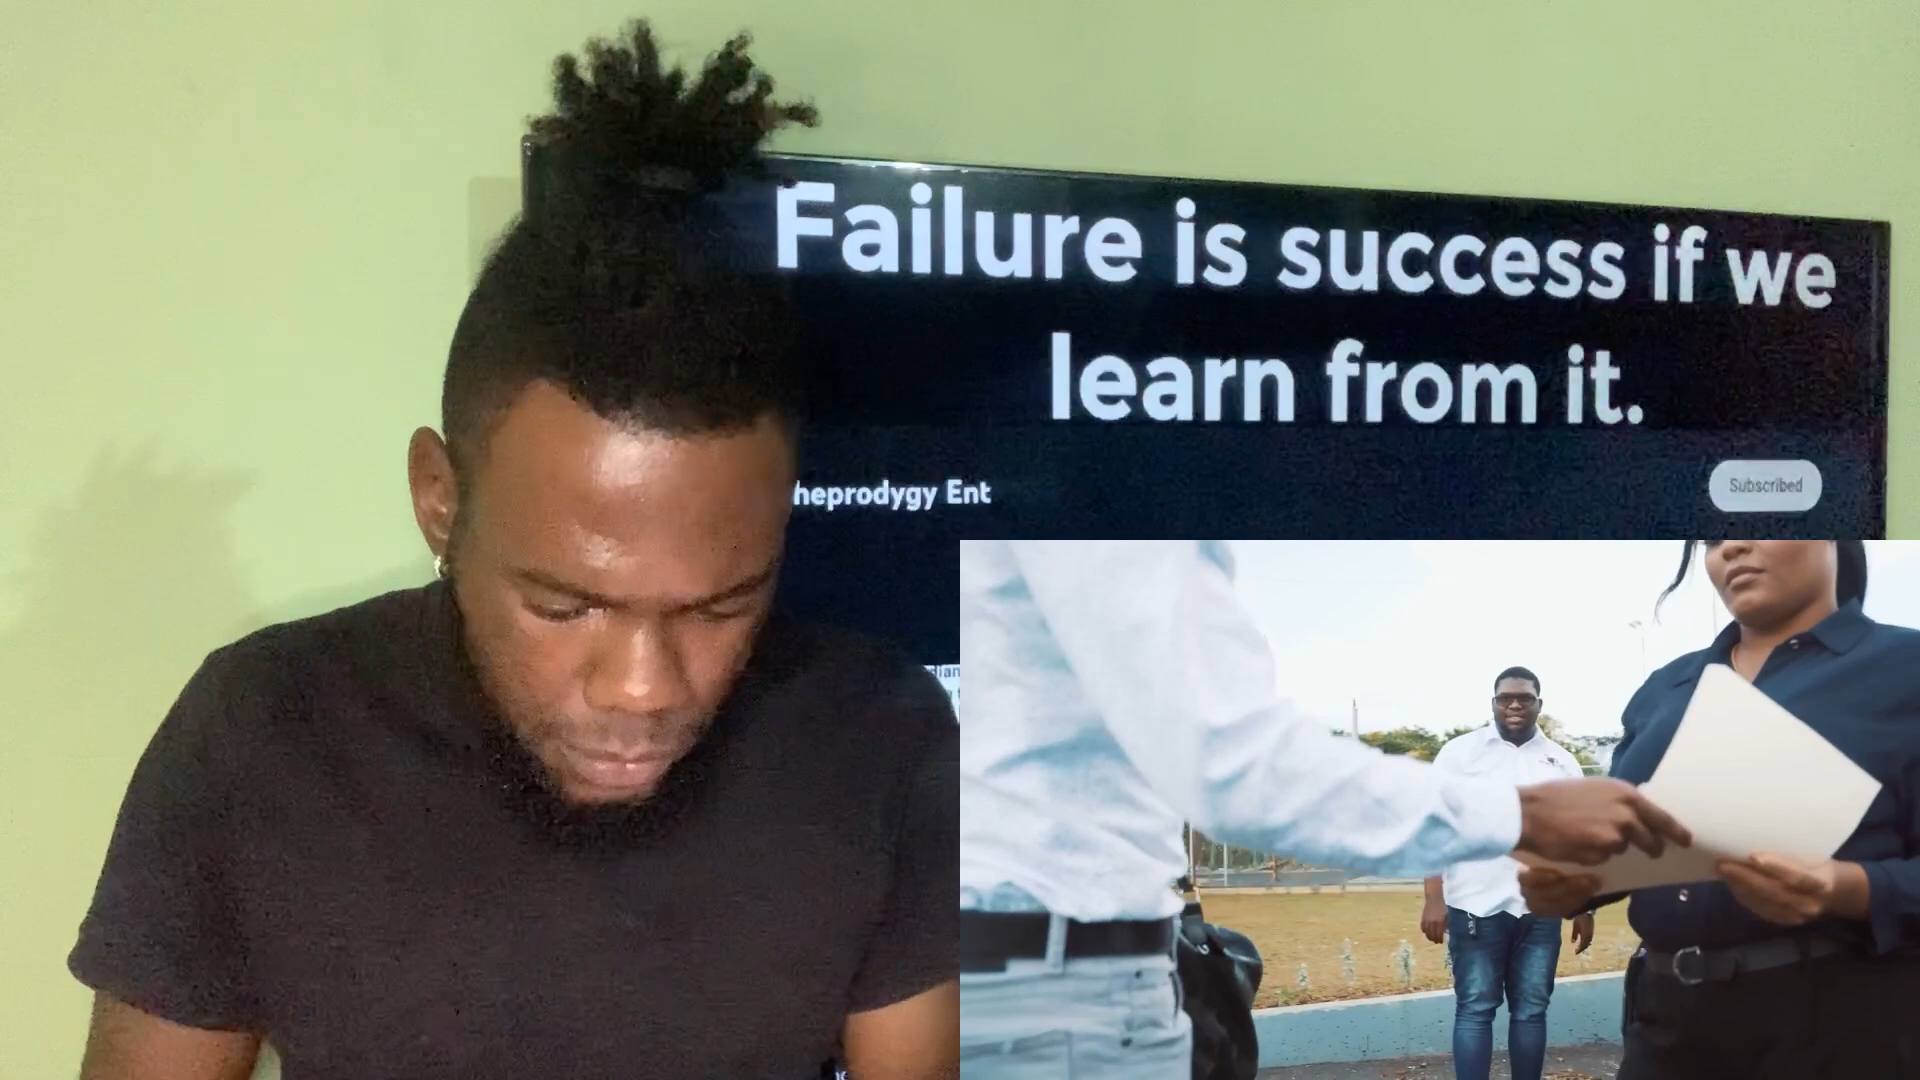 Failure is success if we
learn from it.
heprodygy Ent
Subscribed